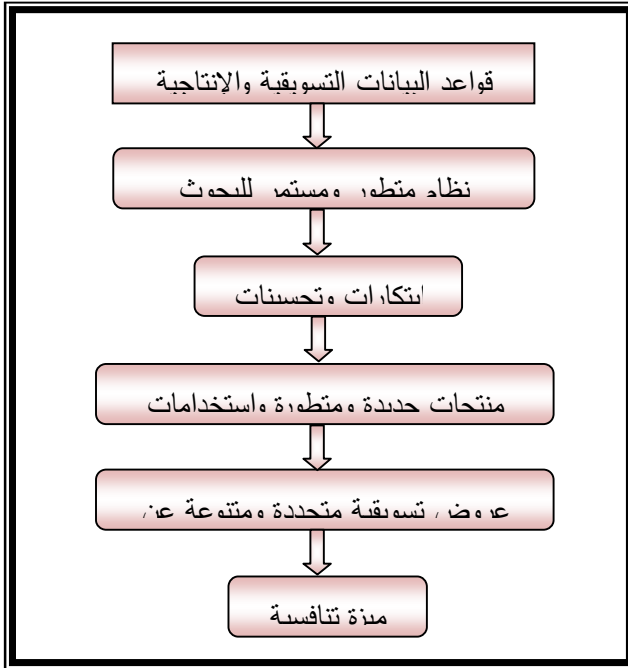 قواعد البيانات التسويقية والإنتاجية
نظام متطور ومستمر للبحوث
ابتكارات وتحسينات
منتجات جديدة ومتطورة واستخدامات
عروض تسويقية متجددة ومتنوعة عن
ميزة تنافسية